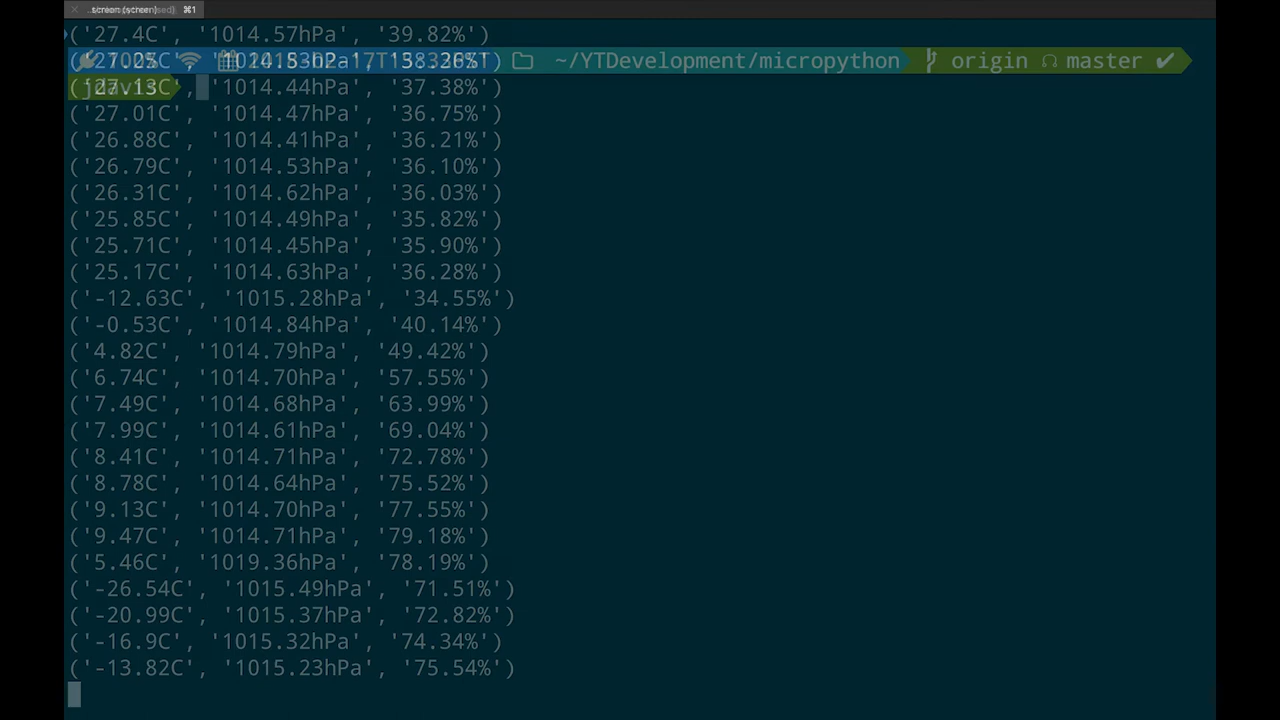 screen (screen) ⌘1
('27.4C', '1014.57hPa', '39.82%')
~/YTDevelopment/micropython origin master ✔
27.13C', '1014.44hPa', '37.38%')
('27.01C', '1014.47hPa', '36.75%')
('26.88C', '1014.41hPa', '36.21%')
('26.79C', '1014.53hPa', '36.10%')
('26.31C', '1014.62hPa', '36.03%')
('25.85C', '1014.49hPa', '35.82%')
('25.71C', '1014.45hPa', '35.90%')
('25.17C', '1014.63hPa', '36.28%')
('-12.63C', '1015.28hPa', '34.55%')
('-0.53C', '1014.84hPa', '40.14%')
('4.82C', '1014.79hPa', '49.42%')
('6.74C', '1014.70hPa', '57.55%')
('7.49C', '1014.68hPa', '63.99%')
('7.99C', '1014.61hPa', '69.04%')
('8.41C', '1014.71hPa', '72.78%')
('8.78C', '1014.64hPa', '75.52%')
('9.13C', '1014.70hPa', '77.55%')
('9.47C', '1014.71hPa', '79.18%')
('5.46C', '1019.36hPa', '78.19%')
('-26.54C', '1015.49hPa', '71.51%')
('-20.99C', '1015.37hPa', '72.82%')
('-16.9C', '1015.32hPa', '74.34%')
('-13.82C', '1015.23hPa', '75.54%')